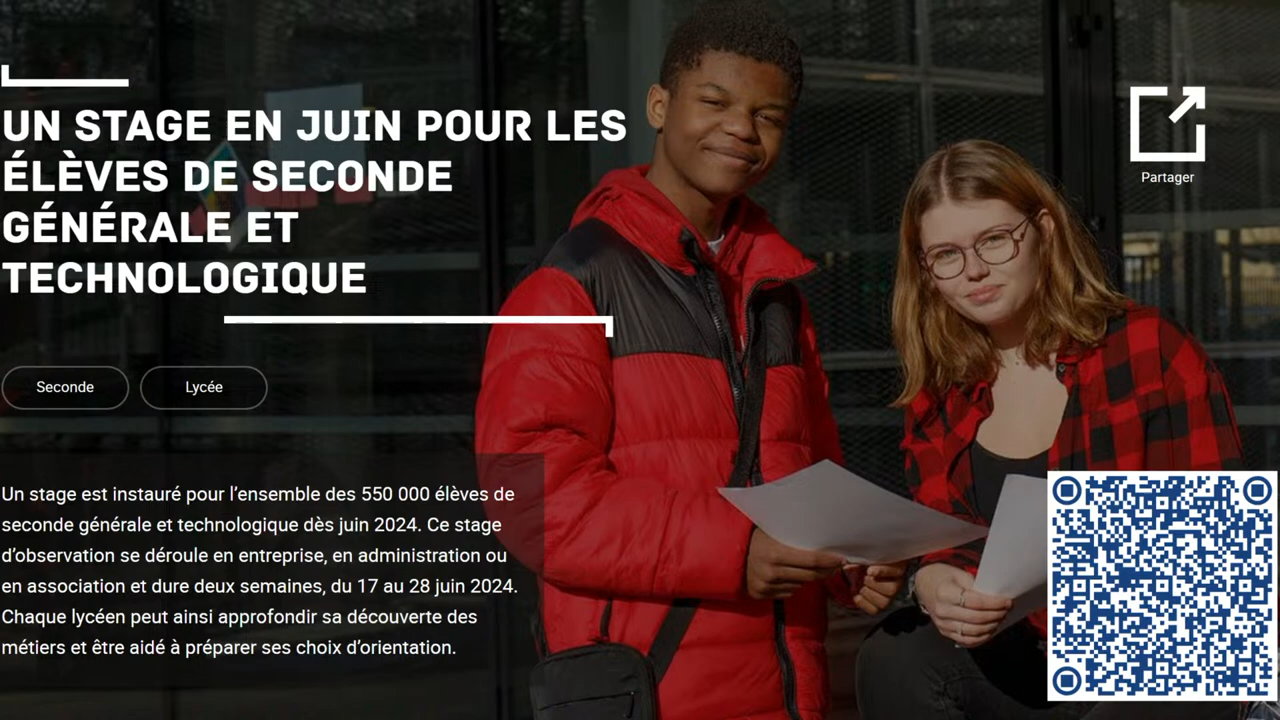 UN STAGE EN JUIN POUR LES
ÉLÈVES DE SECONDE
GÉNÉRALE ET
TECHNOLOGIQUE
Partager
Seconde
Lycée
Un stage est instauré pour l’ensemble des 550 000 élèves de
seconde générale et technologique dès juin 2024. Ce stage
d’observation se déroule en entreprise, en administration ou
en association et dure deux semaines, du 17 au 28 juin 2024.
Chaque lycéen peut ainsi approfondir sa découverte des
métiers et être aidé à préparer ses choix d’orientation.